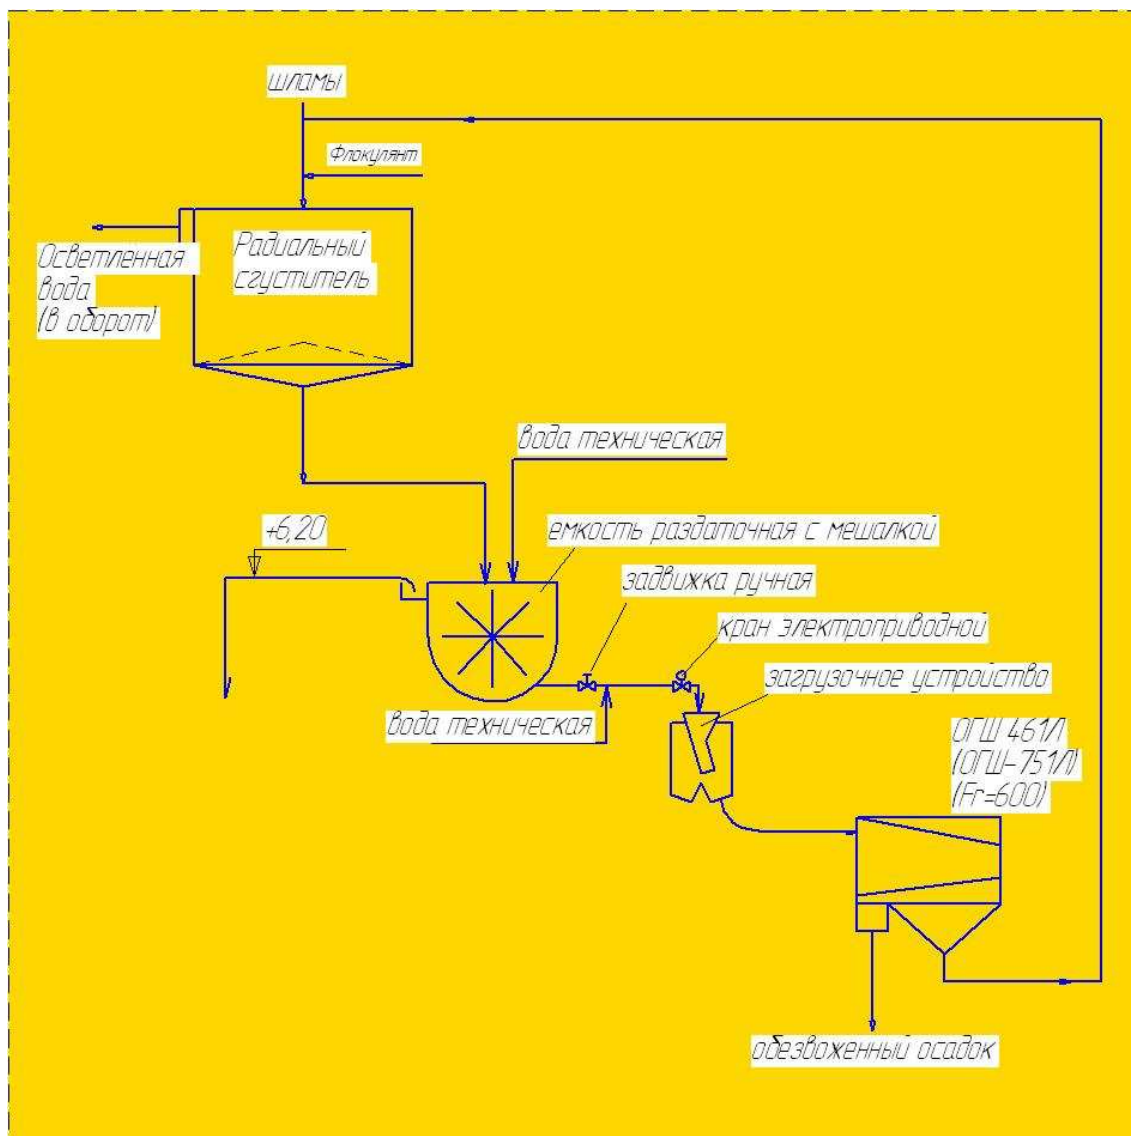 шламы
Флокулянт
Радиальный
сгуститель
Осветленная
вода
(в оборот)
вода техническая
+6,20
емкость раздаточная с мешалкой
задвижка ручная
кран электроприводной
загрузочное устройство
вода техническая
ОГШ 461Л
(ОГШ-751Л)
(Fr=600)
обезвоженный осадок